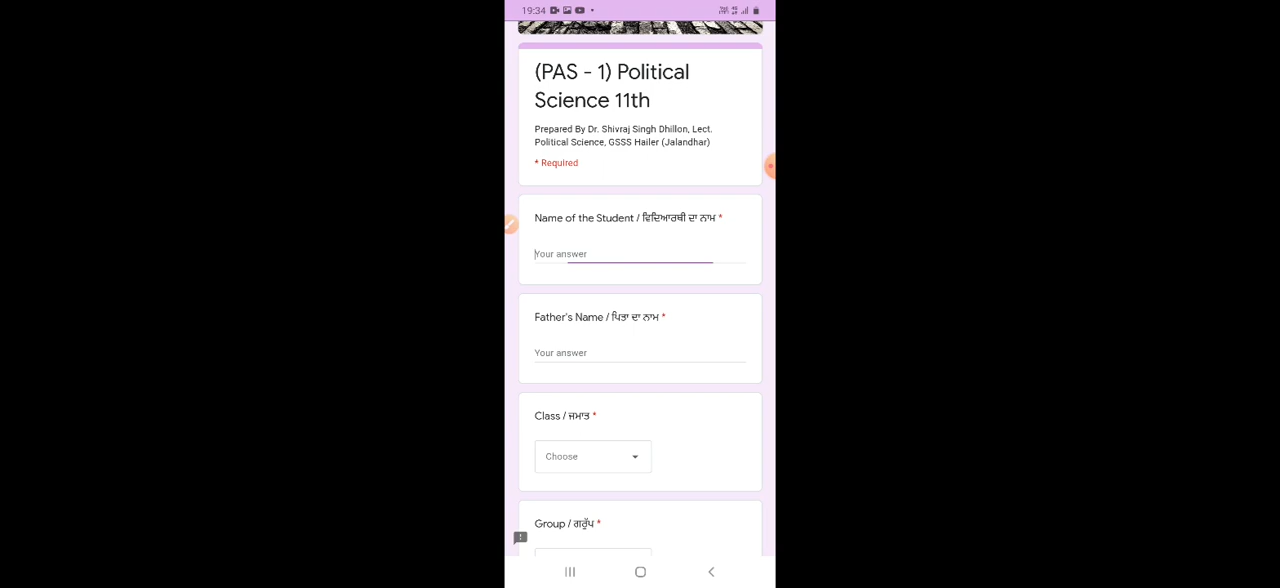 19:34
(PAS - 1) Political
Science 11th
Prepared By Dr. Shivraj Singh Dhillon, Lect.
Political Science, GSSS Hailer (Jalandhar)
* Required
Name of the Student / ਵਿਦਿਆਰਥੀ ਦਾ ਨਾਮ *
Your answer
Father's Name / ਪਿਤਾ ਦਾ ਨਾਮ *
Your answer
Class / ਜਮਾਤ *
Choose
Group / ਗਰੁੱਪ *